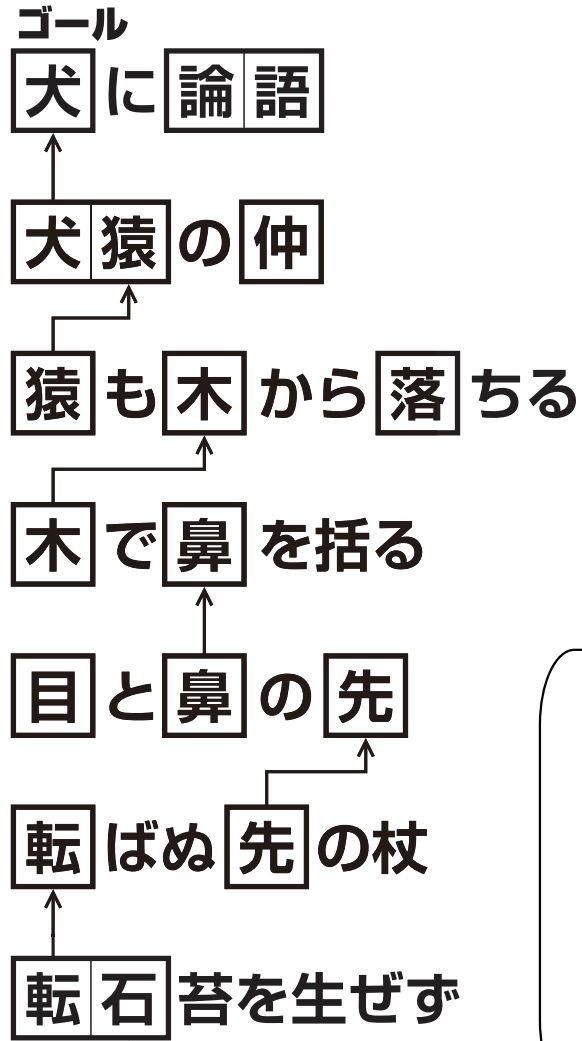 ゴール
犬に論語
犬猿の仲
猿も木から落ちる
木で鼻を括る
目と鼻の先
転ばぬ先の杖
転石苔を生ぜず